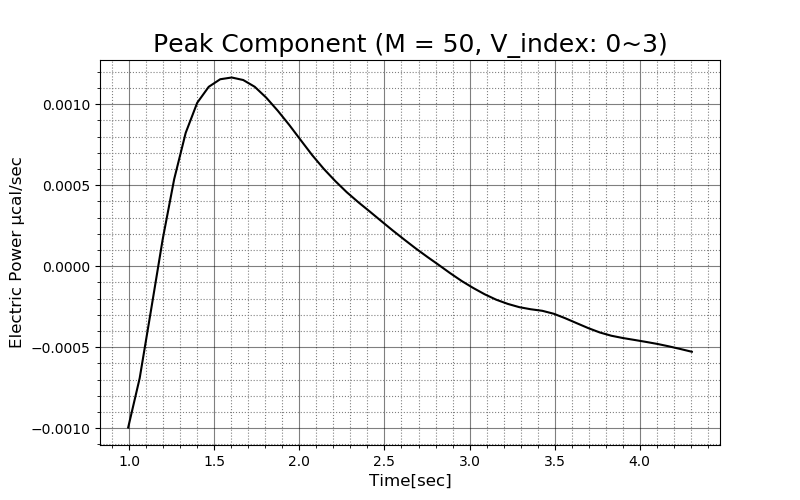 Peak Component (M = 50, V_index: 0~3)
Electric Power μcal/sec
0.0010
0.0005
0.0000
−0.0005
−0.0010
1.0 1.5 2.0 2.5 3.0 3.5 4.0
Time[sec]